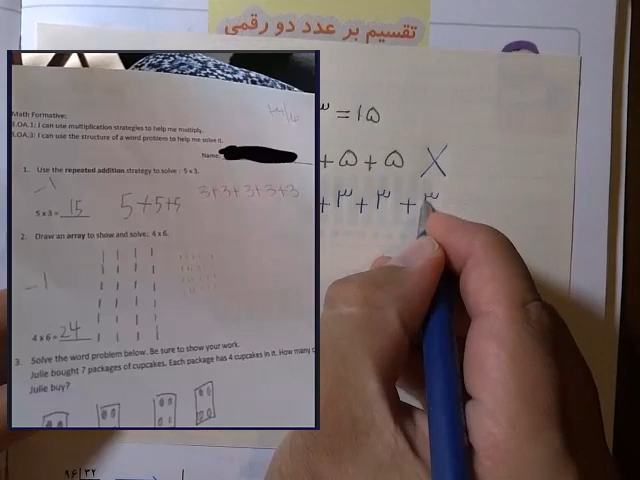 تقسیم بر عدد دو رقمی
۳ = ۱۵
+ ۵ + ۵ X
+ ۳ + ۳ + ۳
Math Formative:
I can use multiplication strategies to help me multiply.
I can use the structure of a word problem to help me solve it.
Name:
1. Use the repeated addition strategy to solve: 5 x 3.
-1
3+3+3+3+3
5 x 3 = 15 5+5+5
2. Draw an array to show and solve: 4 x 6.
-1
4 x 6 = 24
3. Solve the word problem below. Be sure to show your work.
Julie bought 7 packages of cupcakes. Each package has 4 cupcakes in it. How many
Julie buy?
۹۶ ۳۲